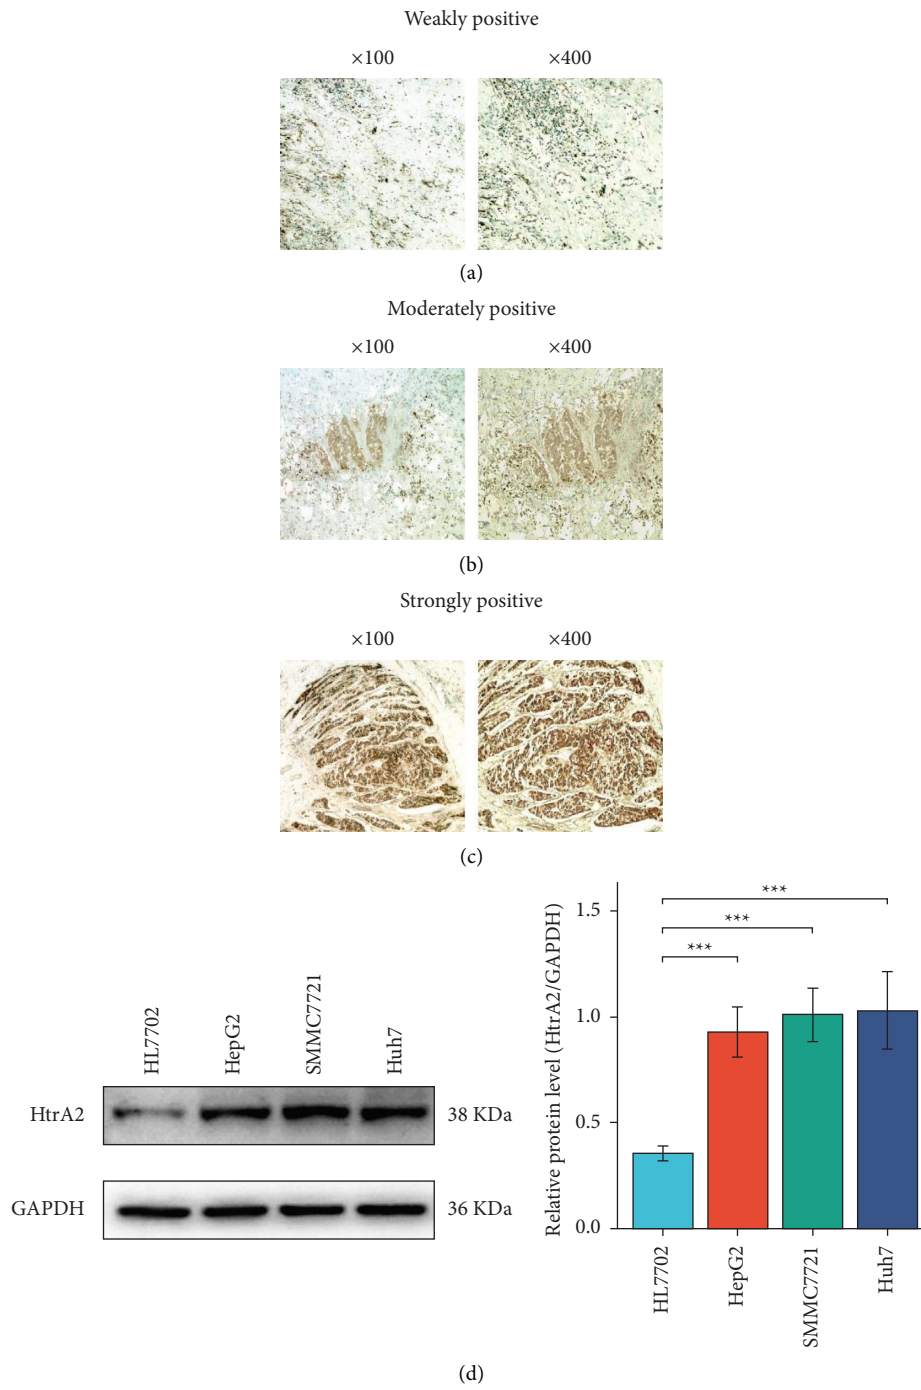 Weakly positive
×100 ×400
(a)
Moderately positive
×100 ×400
(b)
Strongly positive
×100 ×400
(c)
HL7702 HepG2 SMMC7721 Huh7
HtrA2 38 KDa
GAPDH 36 KDa
Relative protein level (HtrA2/GAPDH)
1.5
1.0
0.5
0.0
***
***
***
HL7702 HepG2 SMMC7721 Huh7
(d)